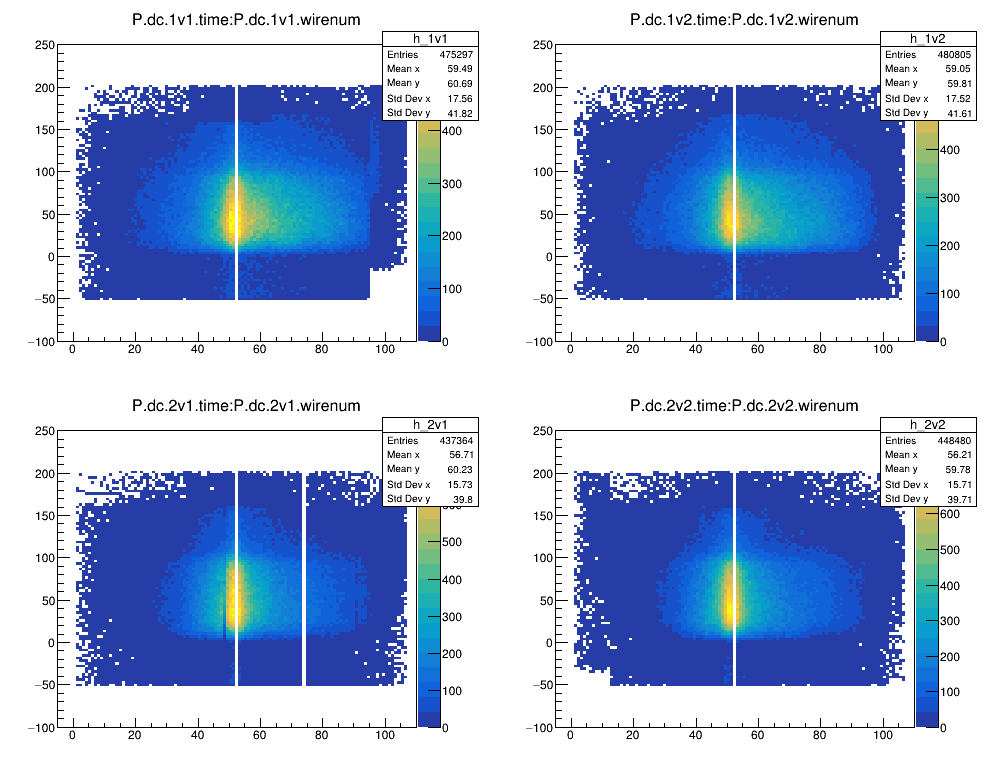 P.dc.1v1.time:P.dc.1v1.wirenum
h_1v1
Entries 475297
Mean x 59.49
Mean y 60.69
Std Dev x 17.56
Std Dev y 41.82
250
200
150
100
50
0
−50
−100
0 20 40 60 80 100
400
300
200
100
0
P.dc.1v2.time:P.dc.1v2.wirenum
h_1v2
Entries 480805
Mean x 59.05
Mean y 59.81
Std Dev x 17.52
Std Dev y 41.61
250
200
150
100
50
0
−50
−100
0 20 40 60 80 100
400
300
200
100
0
P.dc.2v1.time:P.dc.2v1.wirenum
h_2v1
Entries 437364
Mean x 56.71
Mean y 60.23
Std Dev x 15.73
Std Dev y 39.8
250
200
150
100
50
0
−50
−100
0 20 40 60 80 100
500
400
300
200
100
0
P.dc.2v2.time:P.dc.2v2.wirenum
h_2v2
Entries 448480
Mean x 56.21
Mean y 59.78
Std Dev x 15.71
Std Dev y 39.71
250
200
150
100
50
0
−50
−100
0 20 40 60 80 100
600
500
400
300
200
100
0